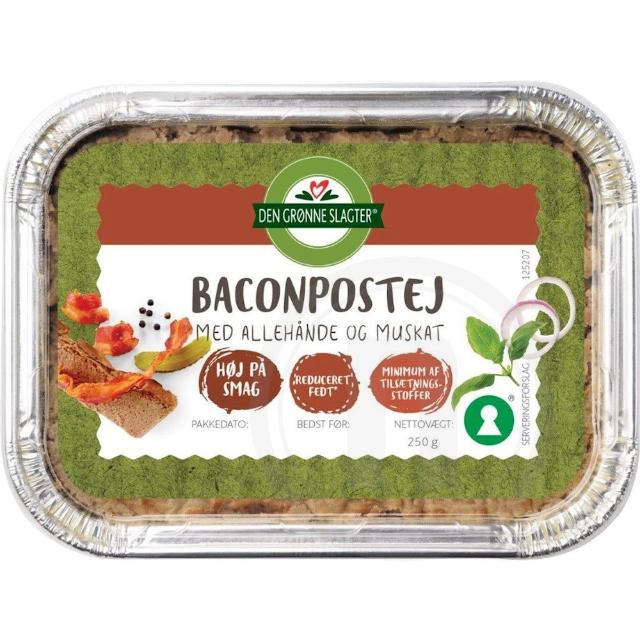 DEN GRØNNE SLAGTER®
BACONPOSTEJ
MED ALLEHÅNDE OG MUSKAT
HØJ PÅ
SMAG
"REDUCERET
FEDT"
MINIMUM AF
TILSÆTNINGS-
STOFFER
PAKKEDATO:
BEDST FØR:
NETTOVÆGT:
250 g
®
125207
SERVERINGSFORSLAG